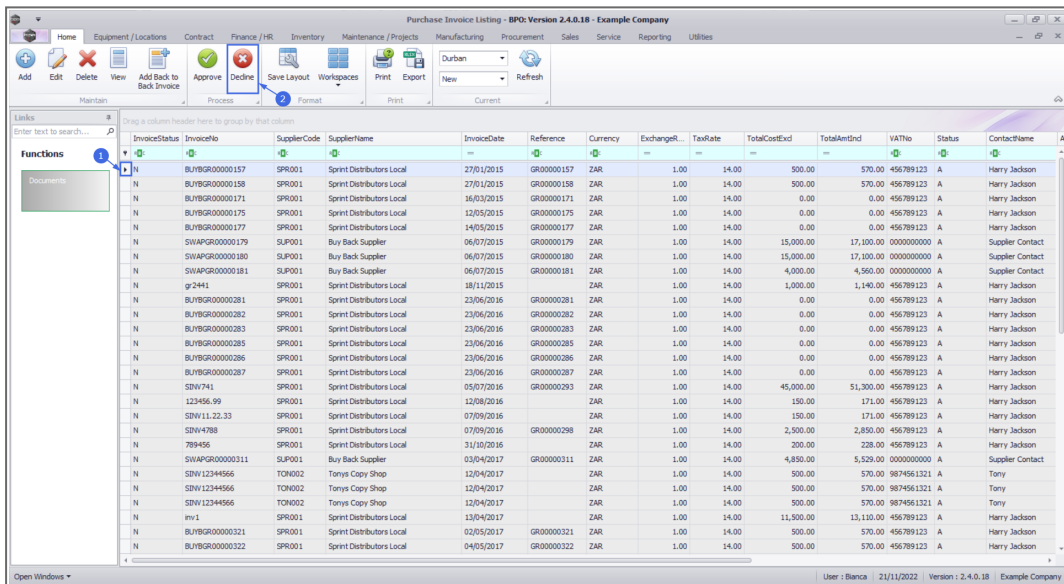 Purchase Invoice Listing - BPO: Version 2.4.0.18 - Example Company
Home Equipment / Locations Contract Finance / HR Inventory Maintenance / Projects Manufacturing Procurement Sales Service Reporting Utilities
Add Edit Delete View Add Back to Back Invoice Approve Decline Save Layout Workspaces Print Export Durban New Refresh
Maintain Process Format Print Current
2
Links
Enter text to search...
Functions
Documents
1
Drag a column header here to group by that column
InvoiceStatus InvoiceNo SupplierCode SupplierName InvoiceDate Reference Currency ExchangeR... TaxRate TotalCostExcl TotalAmtIncl VATNo Status ContactName A
N BUYBGR00000157 SPR001 Sprint Distributors Local 27/01/2015 GR00000157 ZAR 1.00 14.00 500.00 570.00 456789123 A Harry Jackson
N BUYBGR00000158 SPR001 Sprint Distributors Local 27/01/2015 GR00000158 ZAR 1.00 14.00 500.00 570.00 456789123 A Harry Jackson
N BUYBGR00000171 SPR001 Sprint Distributors Local 16/03/2015 GR00000171 ZAR 1.00 14.00 0.00 0.00 456789123 A Harry Jackson
N BUYBGR00000175 SPR001 Sprint Distributors Local 12/05/2015 GR00000175 ZAR 1.00 14.00 0.00 0.00 456789123 A Harry Jackson
N BUYBGR00000177 SPR001 Sprint Distributors Local 14/05/2015 GR00000177 ZAR 1.00 14.00 0.00 0.00 456789123 A Harry Jackson
N SWAPGR00000179 SUP001 Buy Back Supplier 06/07/2015 GR00000179 ZAR 1.00 14.00 15,000.00 17,100.00 0000000000 A Supplier Contact
N SWAPGR00000180 SUP001 Buy Back Supplier 06/07/2015 GR00000180 ZAR 1.00 14.00 15,000.00 17,100.00 0000000000 A Supplier Contact
N SWAPGR00000181 SUP001 Buy Back Supplier 06/07/2015 GR00000181 ZAR 1.00 14.00 4,000.00 4,560.00 0000000000 A Supplier Contact
N gr2441 SPR001 Sprint Distributors Local 18/11/2015 ZAR 1.00 14.00 1,000.00 1,140.00 456789123 A Harry Jackson
N BUYBGR00000281 SPR001 Sprint Distributors Local 23/06/2016 GR00000281 ZAR 1.00 14.00 0.00 0.00 456789123 A Harry Jackson
N BUYBGR00000282 SPR001 Sprint Distributors Local 23/06/2016 GR00000282 ZAR 1.00 14.00 0.00 0.00 456789123 A Harry Jackson
N BUYBGR00000283 SPR001 Sprint Distributors Local 23/06/2016 GR00000283 ZAR 1.00 14.00 0.00 0.00 456789123 A Harry Jackson
N BUYBGR00000285 SPR001 Sprint Distributors Local 23/06/2016 GR00000285 ZAR 1.00 14.00 0.00 0.00 456789123 A Harry Jackson
N BUYBGR00000286 SPR001 Sprint Distributors Local 23/06/2016 GR00000286 ZAR 1.00 14.00 0.00 0.00 456789123 A Harry Jackson
N BUYBGR00000287 SPR001 Sprint Distributors Local 23/06/2016 GR00000287 ZAR 1.00 14.00 0.00 0.00 456789123 A Harry Jackson
N SINV741 SPR001 Sprint Distributors Local 05/07/2016 GR00000293 ZAR 1.00 14.00 45,000.00 51,300.00 456789123 A Harry Jackson
N 123456.99 SPR001 Sprint Distributors Local 12/08/2016 ZAR 1.00 14.00 150.00 171.00 456789123 A Harry Jackson
N SINV11.22.33 SPR001 Sprint Distributors Local 07/09/2016 ZAR 1.00 14.00 150.00 171.00 456789123 A Harry Jackson
N SINV4788 SPR001 Sprint Distributors Local 07/09/2016 GR00000298 ZAR 1.00 14.00 2,500.00 2,850.00 456789123 A Harry Jackson
N 789456 SPR001 Sprint Distributors Local 31/10/2016 ZAR 1.00 14.00 200.00 228.00 456789123 A Harry Jackson
N SWAPGR00000311 SUP001 Buy Back Supplier 03/04/2017 GR00000311 ZAR 1.00 14.00 4,850.00 5,529.00 0000000000 A Supplier Contact
N SINV12344566 TON002 Tonys Copy Shop 12/04/2017 ZAR 1.00 14.00 500.00 570.00 9874561321 A Tony
N SINV12344566 TON002 Tonys Copy Shop 12/04/2017 ZAR 1.00 14.00 500.00 570.00 9874561321 A Tony
N SINV12344566 TON002 Tonys Copy Shop 12/04/2017 ZAR 1.00 14.00 500.00 570.00 9874561321 A Tony
N inv1 SPR001 Sprint Distributors Local 13/04/2017 ZAR 1.00 14.00 11,500.00 13,110.00 456789123 A Harry Jackson
N BUYBGR00000321 SPR001 Sprint Distributors Local 02/05/2017 GR00000321 ZAR 1.00 14.00 500.00 570.00 456789123 A Harry Jackson
N BUYBGR00000322 SPR001 Sprint Distributors Local 04/05/2017 GR00000322 ZAR 1.00 14.00 500.00 570.00 456789123 A Harry Jackson
Open Windows User : Bianca 21/11/2022 Version : 2.4.0.18 Example Company